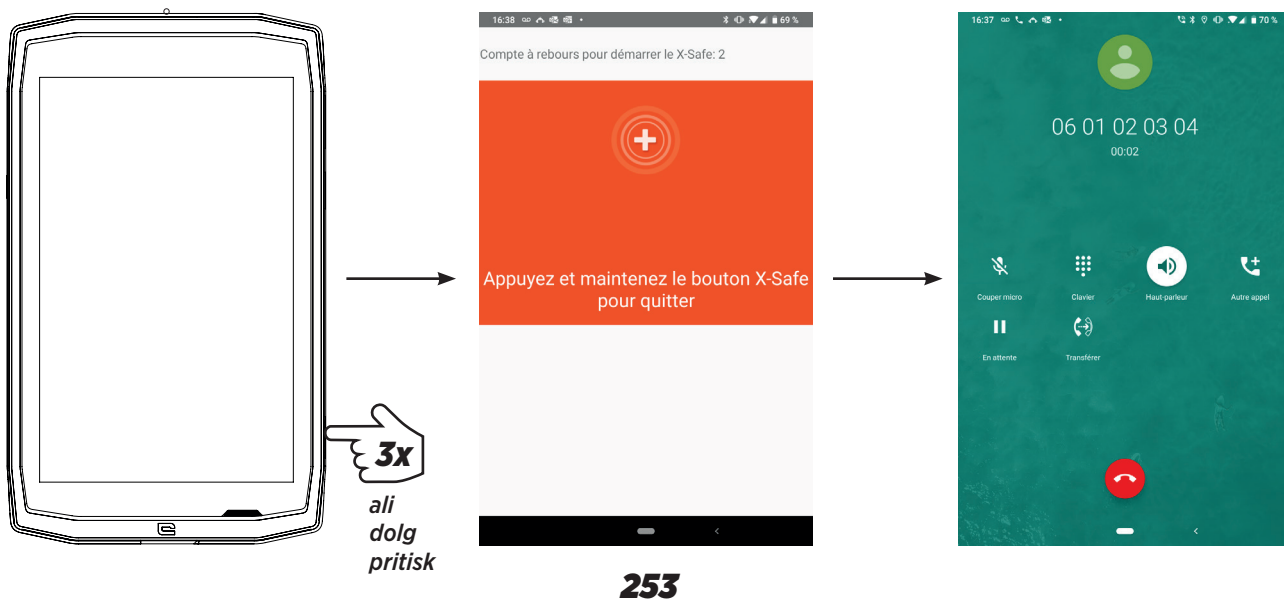 3x
ali
dolg
pritisk
16:38 69 %
Compte à rebours pour démarrer le X-Safe: 2
Appuyez et maintenez le bouton X-Safe
pour quitter
16:37 70 %
06 01 02 03 04
00:02
Couper micro Clavier Haut-parleur Autre appel
En attente Transférer
253